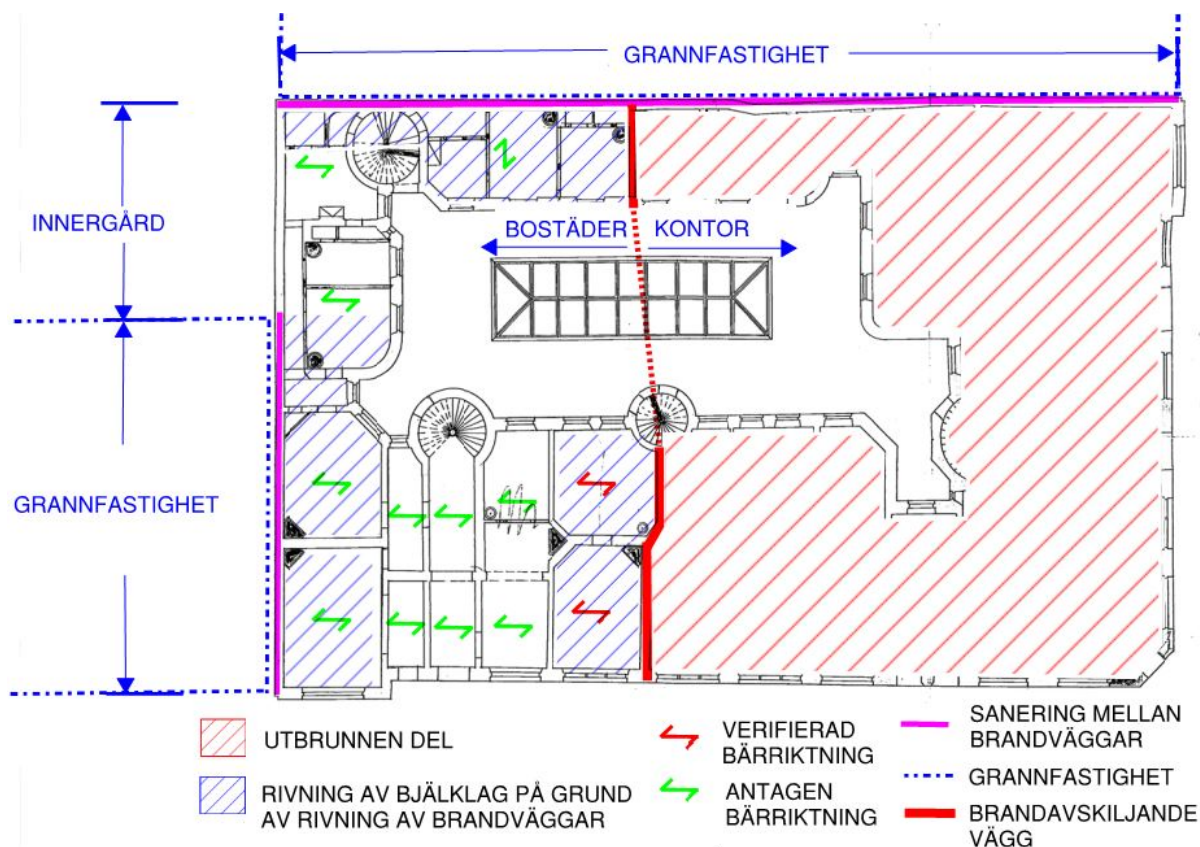 GRANNFASTIGHET
INNERGÅRD
BOSTÄDER KONTOR
GRANNFASTIGHET
UTBRUNNEN DEL
RIVNING AV BJÄLKLAG PÅ GRUND
AV RIVNING AV BRANDVÄGGAR
VERIFIERAD
BÄRRIKTNING
ANTAGEN
BÄRRIKTNING
SANERING MELLAN
BRANDVÄGGAR
GRANNFASTIGHET
BRANDAVSKILJANDE
VÄGG